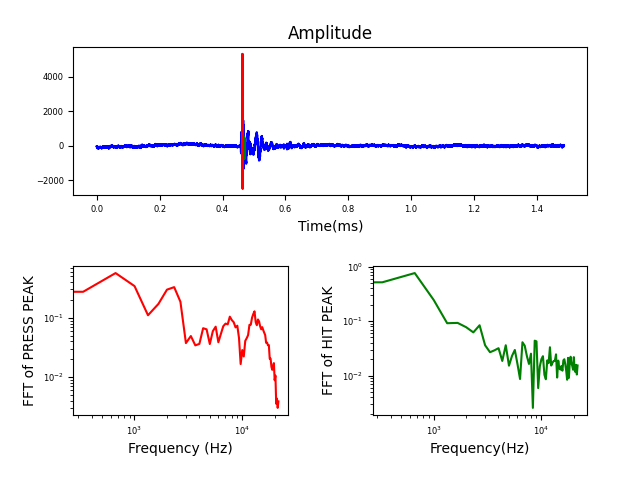 Amplitude
4000
2000
0
−2000
0.0 0.2 0.4 0.6 0.8 1.0 1.2 1.4
Time(ms)
FFT of PRESS PEAK
10⁻¹
10⁻²
10³ 10⁴
Frequency (Hz)
FFT of HIT PEAK
10⁰
10⁻¹
10⁻²
10³ 10⁴
Frequency(Hz)